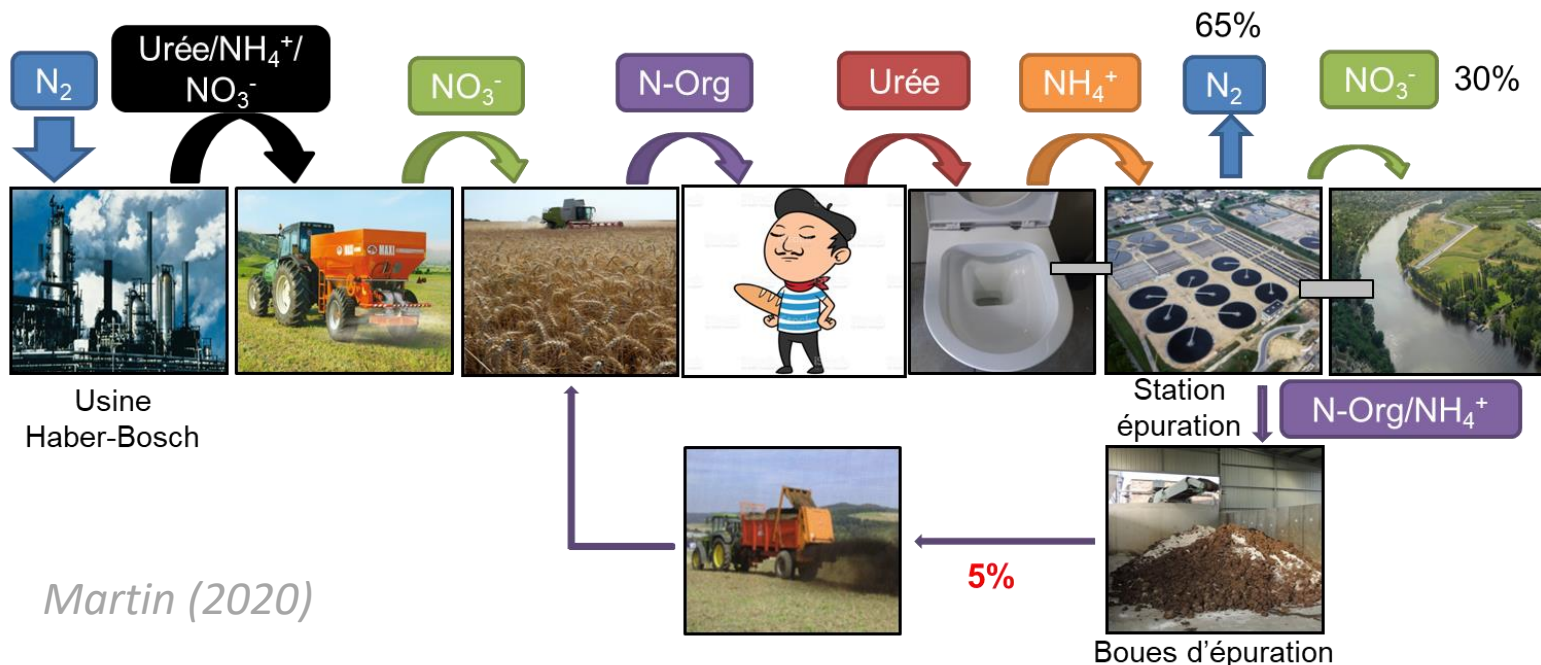 65%
N₂
Urée/NH₄⁺/
NO₃⁻
NO₃⁻
N-Org
Urée
NH₄⁺
N₂
NO₃⁻
30%
MAXI
Usine
Haber-Bosch
Station
épuration
N-Org/NH₄⁺
5%
Martin (2020)
Boues d’épuration